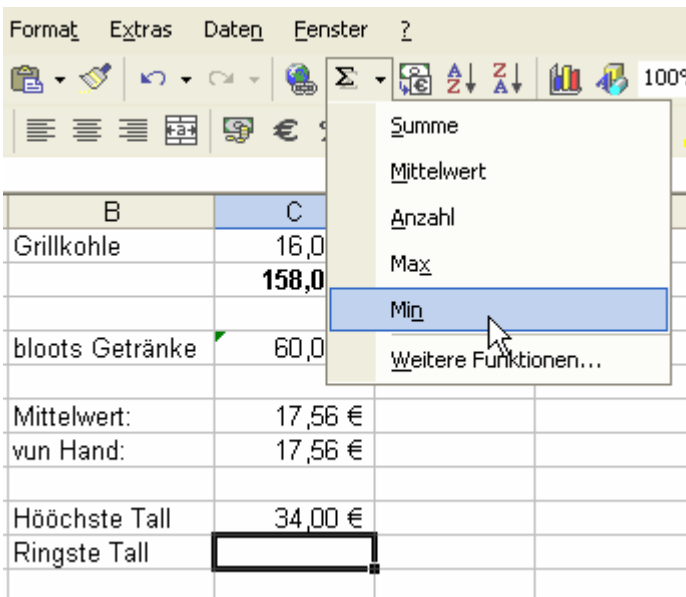 Format Extras Daten Fenster ?
Σ A Z Z A 100%
€
Summe
Mittelwert
Anzahl
Max
Min
Weitere Funktionen...
B C
Grillkohle 16,0
158,0
bloots Getränke 60,0
Mittelwert: 17,56 €
vun Hand: 17,56 €
Hööchste Tall 34,00 €
Ringste Tall